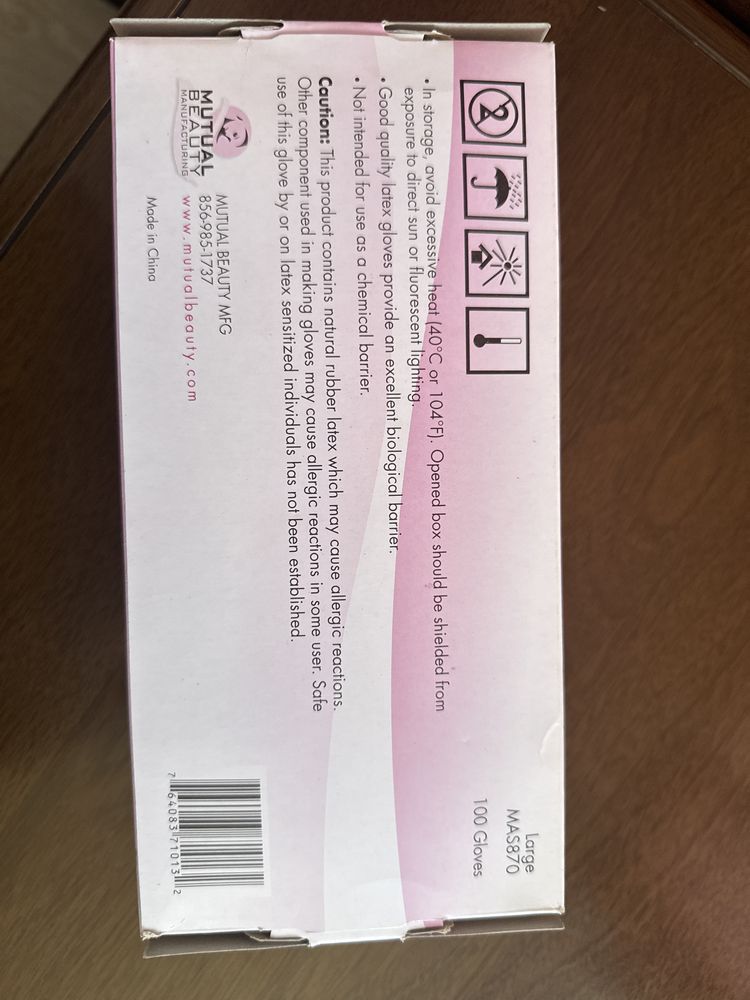 Large
MAS870
100 Gloves
2
• In storage, avoid excessive heat (40°C or 104°F). Opened box should be shielded from
exposure to direct sun or fluorescent lighting.
• Good quality latex gloves provide an excellent biological barrier.
• Not intended for use as a chemical barrier.
Caution: This product contains natural rubber latex which may cause allergic reactions.
Other component used in making gloves may cause allergic reactions in some user. Safe
use of this glove by or on latex sensitized individuals has not been established.
MUTUAL
BEAUTY
MANUFACTURING
MUTUAL BEAUTY MFG
856-985-1737
www.mutualbeauty.com
Made in China
7 64083 71013 2